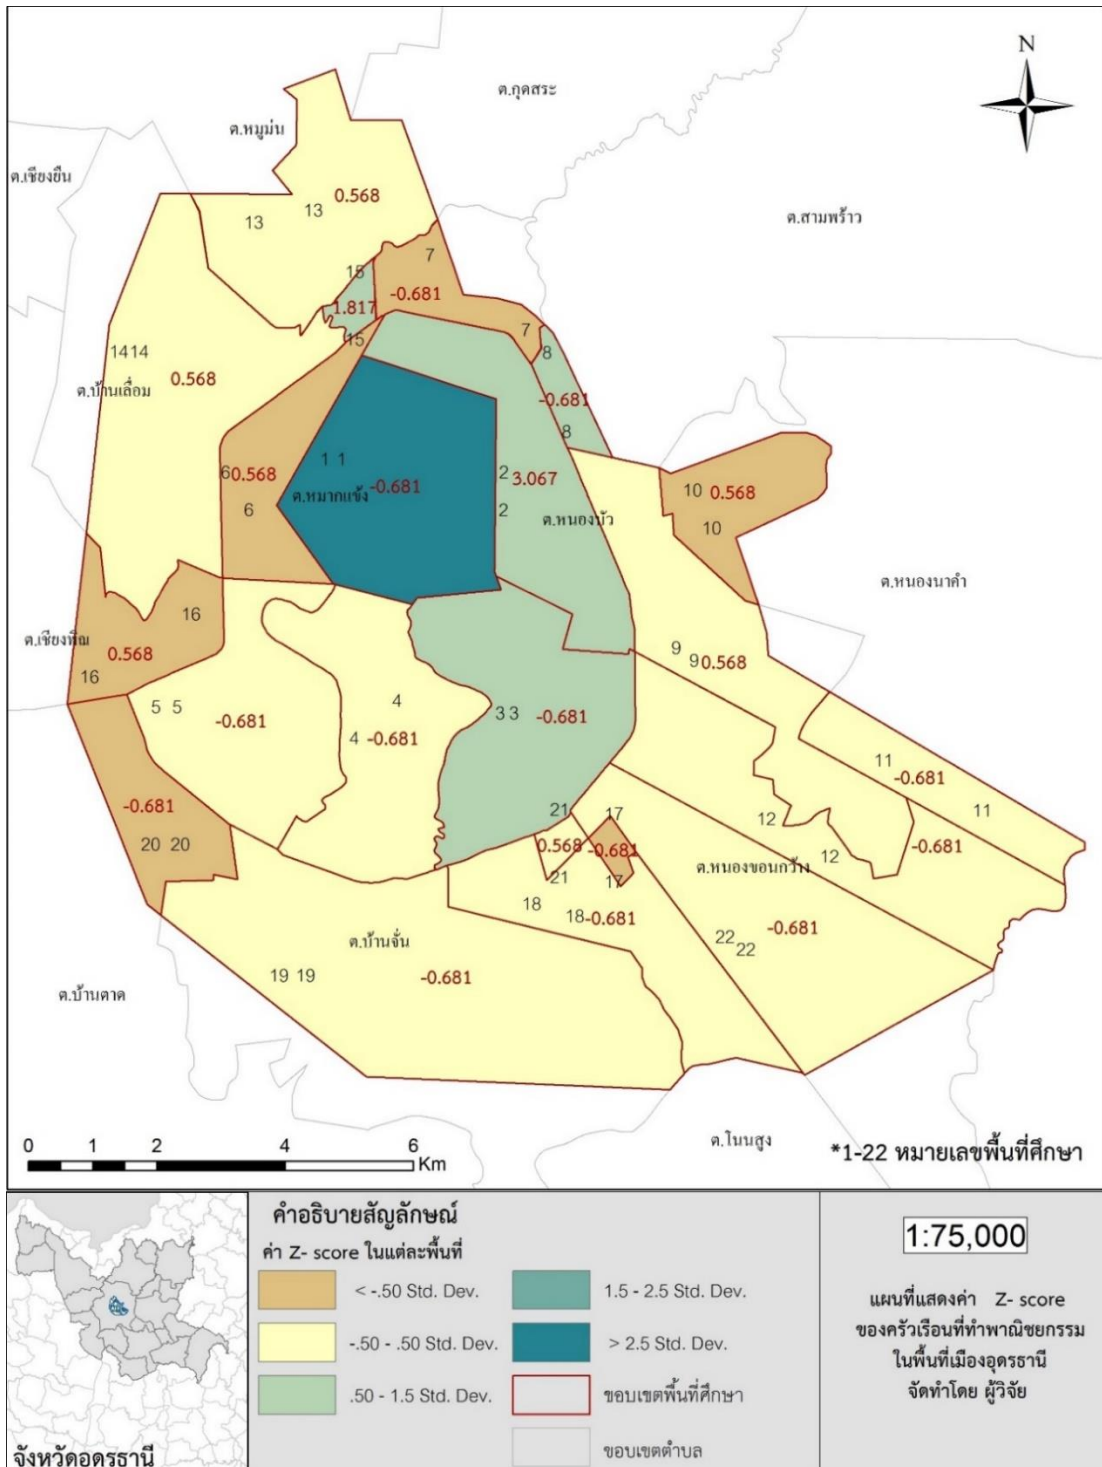 N
ต.กุดสระ
ต.หมูม่น
ต.เชียงยืน
0.568
13
13
ต.สามพร้าว
7
15
-0.681
1.817
7
15
8
1414
0.568
ต.บ้านเลื่อม
-0.681
8
1 1
6
0.568
-0.681
2
3.067
10
0.568
ต.หมากแข้ง
6
2
ต.หนองบัว
10
ต.หนองนาคำ
16
ต.เชียงพิณ
0.568
9
9
0.568
16
5 5
-0.681
4
3 3
-0.681
4
-0.681
11
-0.681
-0.681
21
17
12
11
20 20
0.568
-0.681
12
-0.681
ต.หนองขอนกว้าง
21
17
18
18
-0.681
-0.681
22
22
ต.บ้านจั่น
19 19
-0.681
ต.บ้านตาด
ต.โนนสูง
0 1 2 4 6
Km
*1-22 หมายเลขพื้นที่ศึกษา
จังหวัดอุดรธานี
คำอธิบายสัญลักษณ์
ค่า Z- score ในแต่ละพื้นที่
< -.50 Std. Dev.
-.50 - .50 Std. Dev.
.50 - 1.5 Std. Dev.
1.5 - 2.5 Std. Dev.
> 2.5 Std. Dev.
ขอบเขตพื้นที่ศึกษา
ขอบเขตตำบล
1:75,000
แผนที่แสดงค่า Z- score
ของครัวเรือนที่ทำพาณิชยกรรม
ในพื้นที่เมืองอุดรธานี
จัดทำโดย ผู้วิจัย